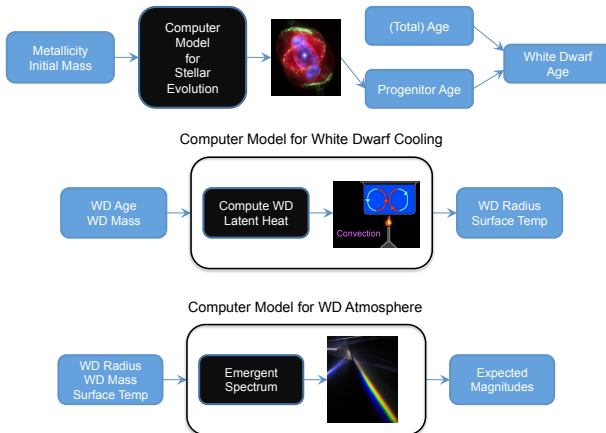 Metallicity
Initial Mass
Computer
Model
for
Stellar
Evolution
(Total) Age
Progenitor Age
White Dwarf
Age
Computer Model for White Dwarf Cooling
WD Age
WD Mass
Compute WD
Latent Heat
Convection
WD Radius
Surface Temp
Computer Model for WD Atmosphere
WD Radius
WD Mass
Surface Temp
Emergent
Spectrum
Expected
Magnitudes